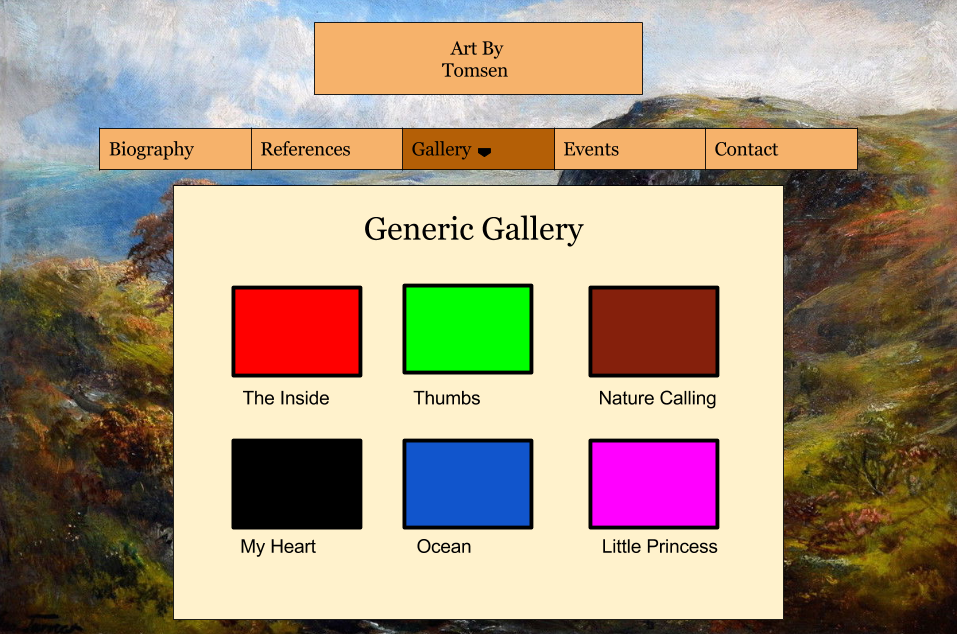 Art By
Tomsen
Biography References Gallery Events Contact
Generic Gallery
The Inside Thumbs Nature Calling
My Heart Ocean Little Princess